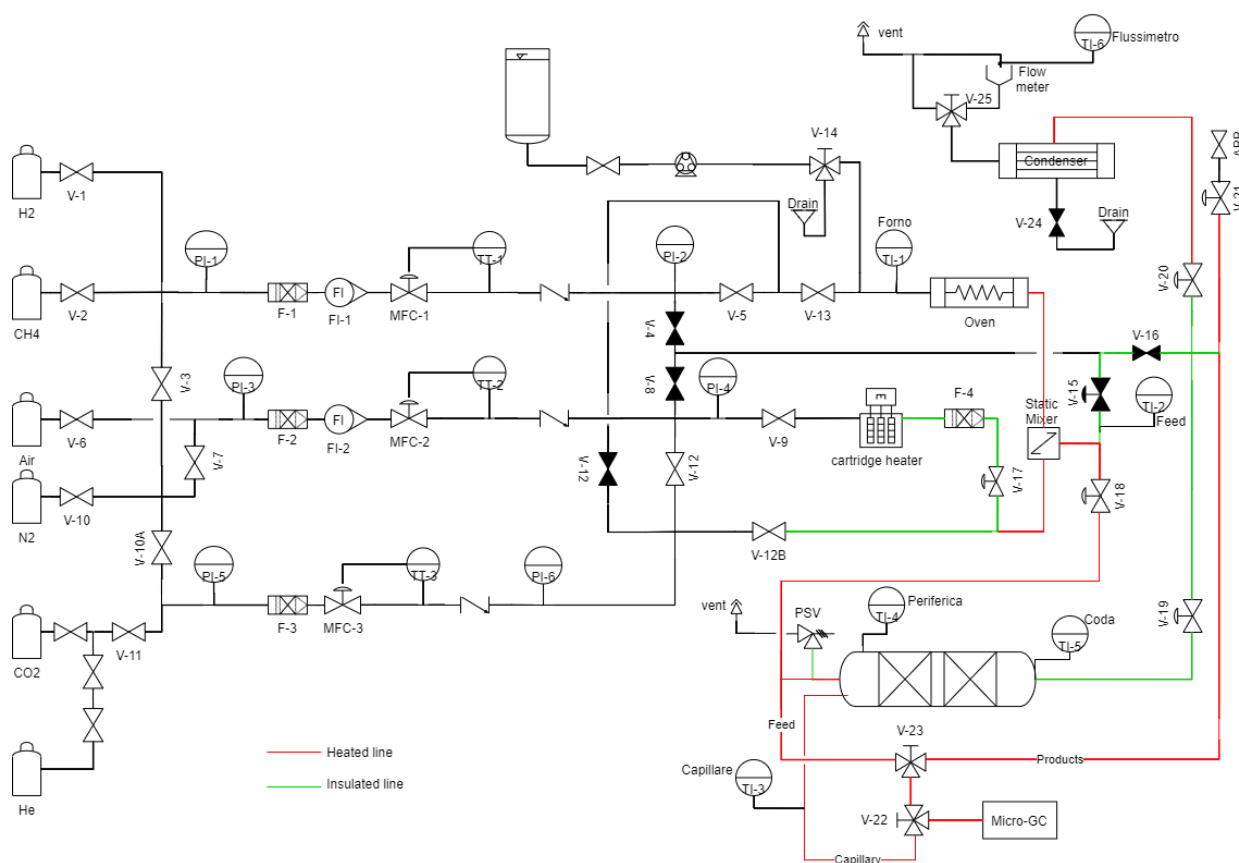 vent
TI-6
Flussimetro
Flow
meter
V-25
V-14
Condenser
ABP
V-21
H2
V-1
Drain
V-24
Drain
PI-1
TT-1
PI-2
Forno
TI-1
V-20
CH4
V-2
F-1
FI
FI-1
MFC-1
V-5
V-13
Oven
V-4
V-16
V-3
PI-3
TT-2
V-8
PI-4
E
F-4
V-15
TI-2
Feed
Static
Mixer
Air
V-6
V-7
F-2
FI
FI-2
MFC-2
V-9
cartridge heater
V-12
V-12
V-17
V-18
N2
V-10
V-10A
V-12B
PI-5
TT-3
PI-6
F-3
MFC-3
vent
PSV
TI-4
Periferica
Coda
TI-5
V-19
CO2
V-11
Feed
V-23
Products
Heated line
Insulated line
Capillare
TI-3
He
V-22
Micro-GC
Capillary